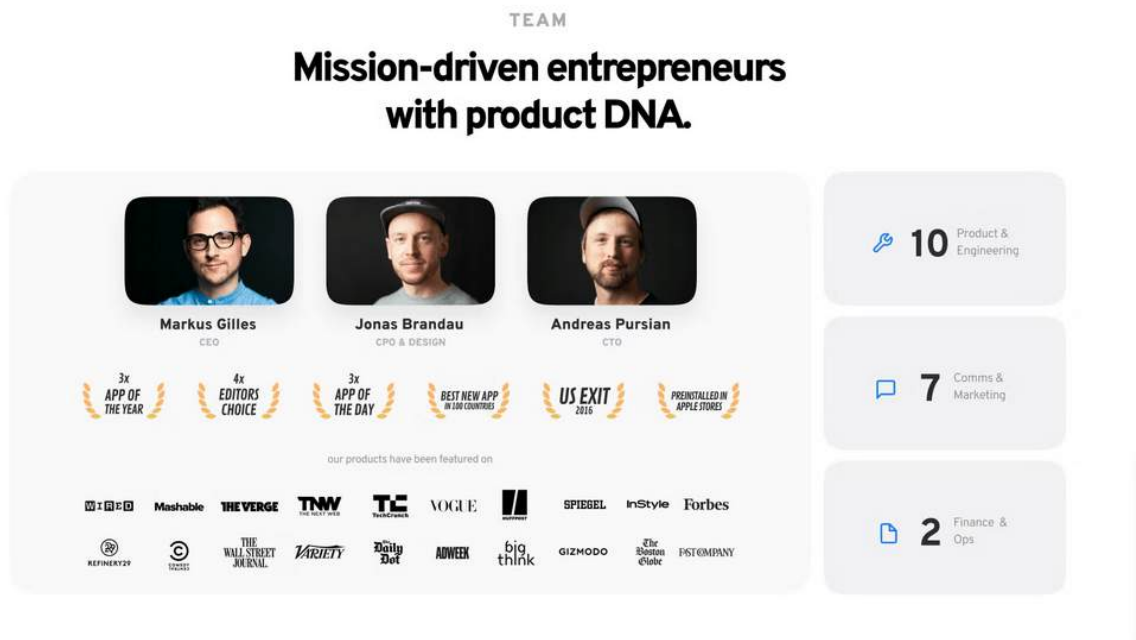 TEAM
Mission-driven entrepreneurs
with product DNA.
Markus Gilles
CEO
Jonas Brandau
CPO & DESIGN
Andreas Pursian
CTO
3x
APP OF
THE YEAR
4x
EDITORS
CHOICE
3x
APP OF
THE DAY
BEST NEW APP
IN 100 COUNTRIES
US EXIT
2016
PREINSTALLED IN
APPLE STORES
our products have been featured on
WIRED
Mashable
THE VERGE
TNW
THE NEXT WEB
TC
TechCrunch
VOGUE
HUFFPOST
SPIEGEL
InStyle
Forbes
REFINERY29
COMEDY
CENTRAL
THE
WALL STREET
JOURNAL.
VARIETY
The
Daily
Dot
ADWEEK
big
think
GIZMODO
The
Boston
Globe
FAST COMPANY
10
Product &
Engineering
7
Comms &
Marketing
2
Finance &
Ops